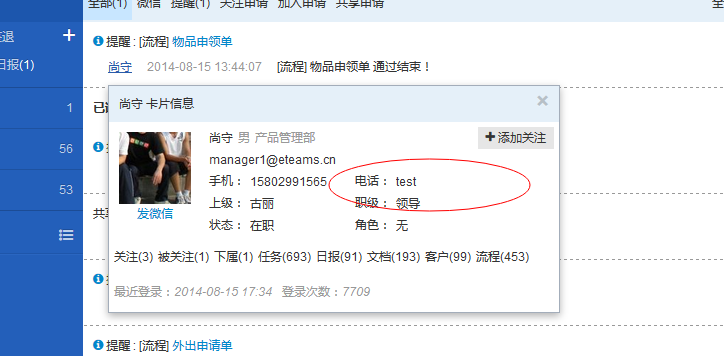 全部(1) 微信 提醒(1) 关注申请 加入申请 共享申请
提醒 : [流程] 物品申领单
日报(1)
尚守 2014-08-15 13:44:07 [流程] 物品申领单 通过结束！
尚守 卡片信息
1
尚守 男 产品管理部
添加关注
56
manager1@eteams.cn
手机： 15802991565 电话： test
53
上级： 古丽 职级： 领导
发微信
状态： 在职 角色： 无
关注(3) 被关注(1) 下属(1) 任务(693) 日报(91) 文档(193) 客户(99) 流程(453)
最近登录：2014-08-15 17:34 登录次数：7709
提醒 : [流程] 外出申请单